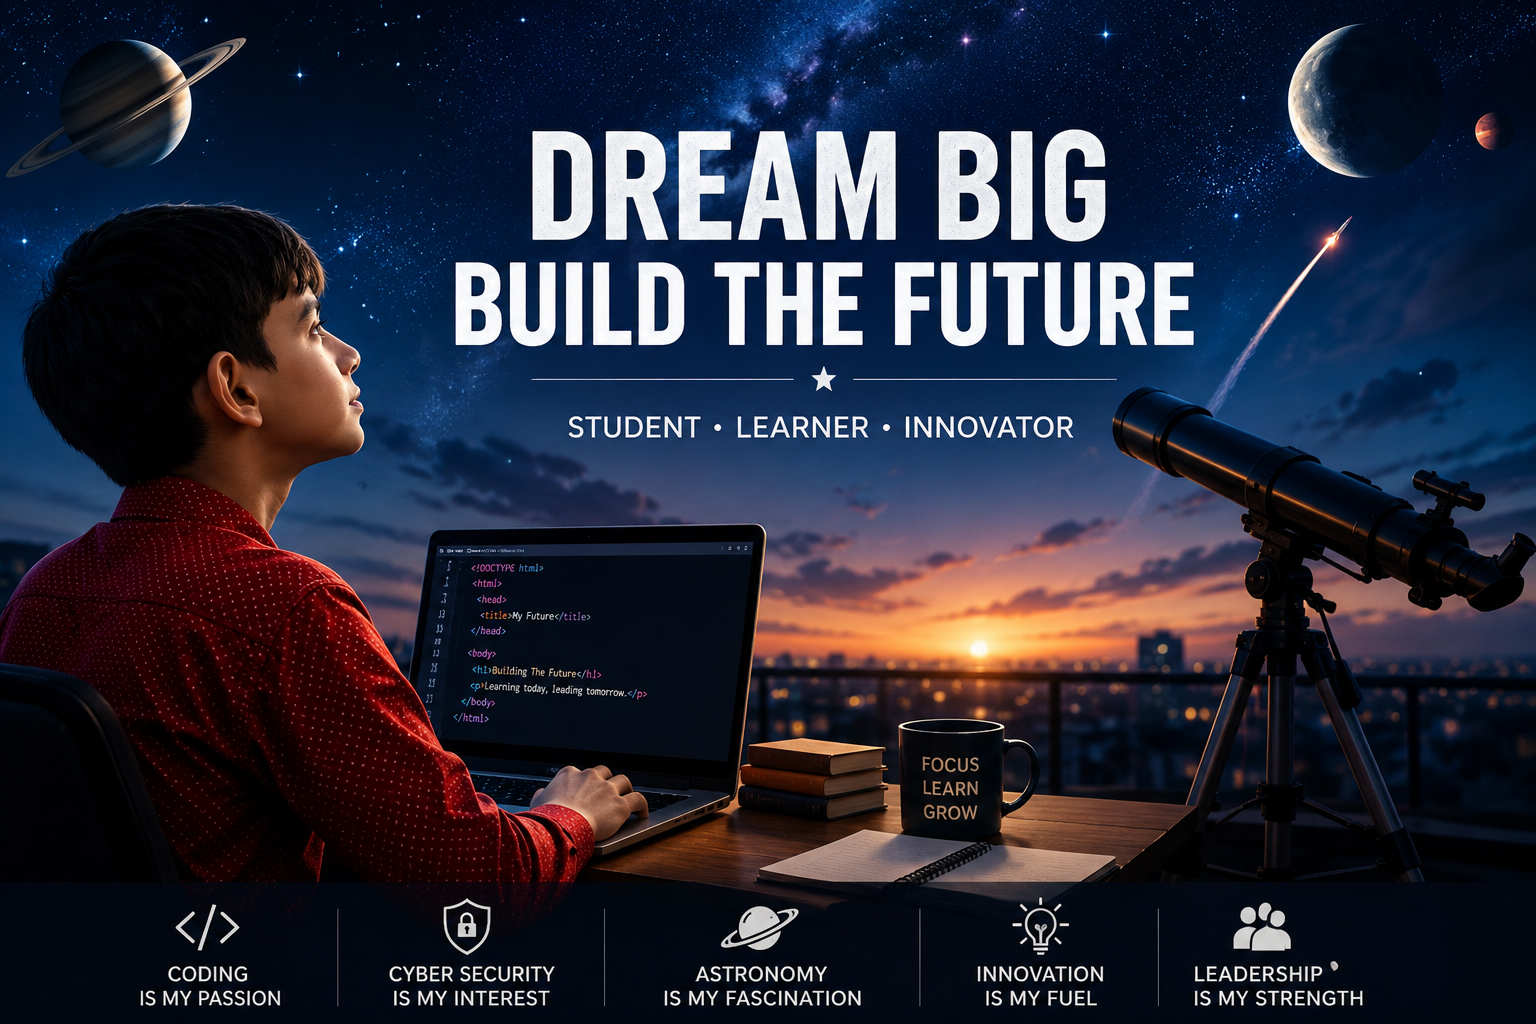 DREAM BIG
BUILD THE FUTURE
STUDENT • LEARNER • INNOVATOR
<!DOCTYPE html>
<html>
<head>
<title>My Future</title>
</head>
<body>
<h1>Building The Future</h1>
<p>Learning today, leading tomorrow.</p>
</body>
</html>
FOCUS
LEARN
GROW
CODING
IS MY PASSION
CYBER SECURITY
IS MY INTEREST
ASTRONOMY
IS MY FASCINATION
INNOVATION
IS MY FUEL
LEADERSHIP
IS MY STRENGTH